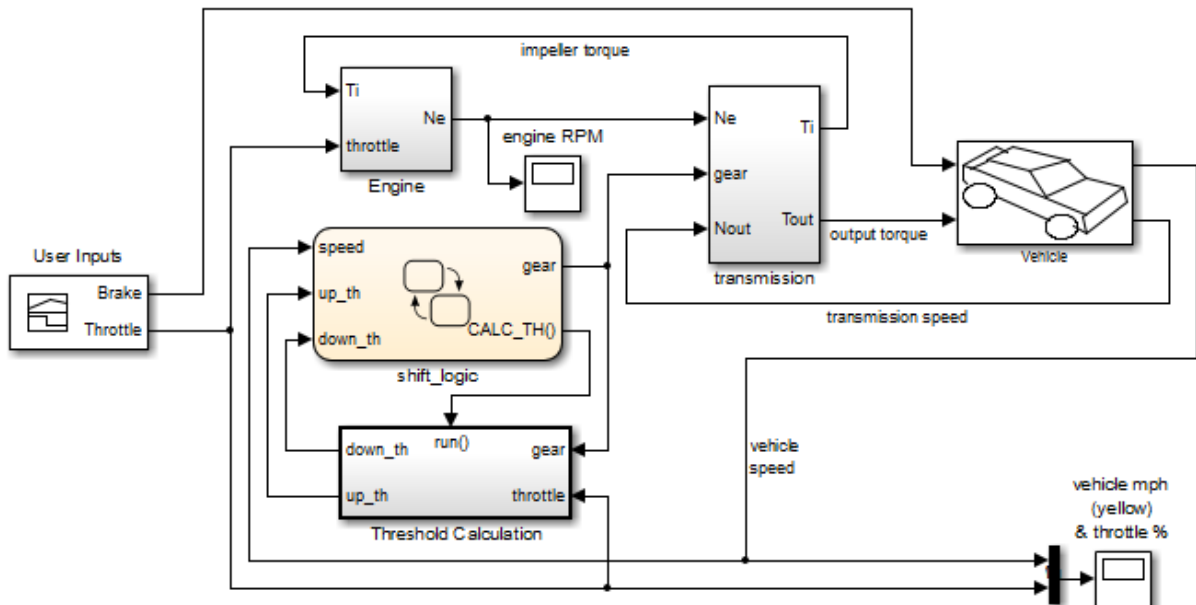 impeller torque
Ti
Ne
throttle
Engine
engine RPM
Ne
Ti
gear
Tout
Nout
transmission
output torque
Vehicle
transmission speed
User Inputs
Brake
Throttle
speed
gear
up_th
CALC_TH()
down_th
shift_logic
run()
down_th
gear
up_th
throttle
Threshold Calculation
vehicle
speed
vehicle mph
(yellow)
& throttle %